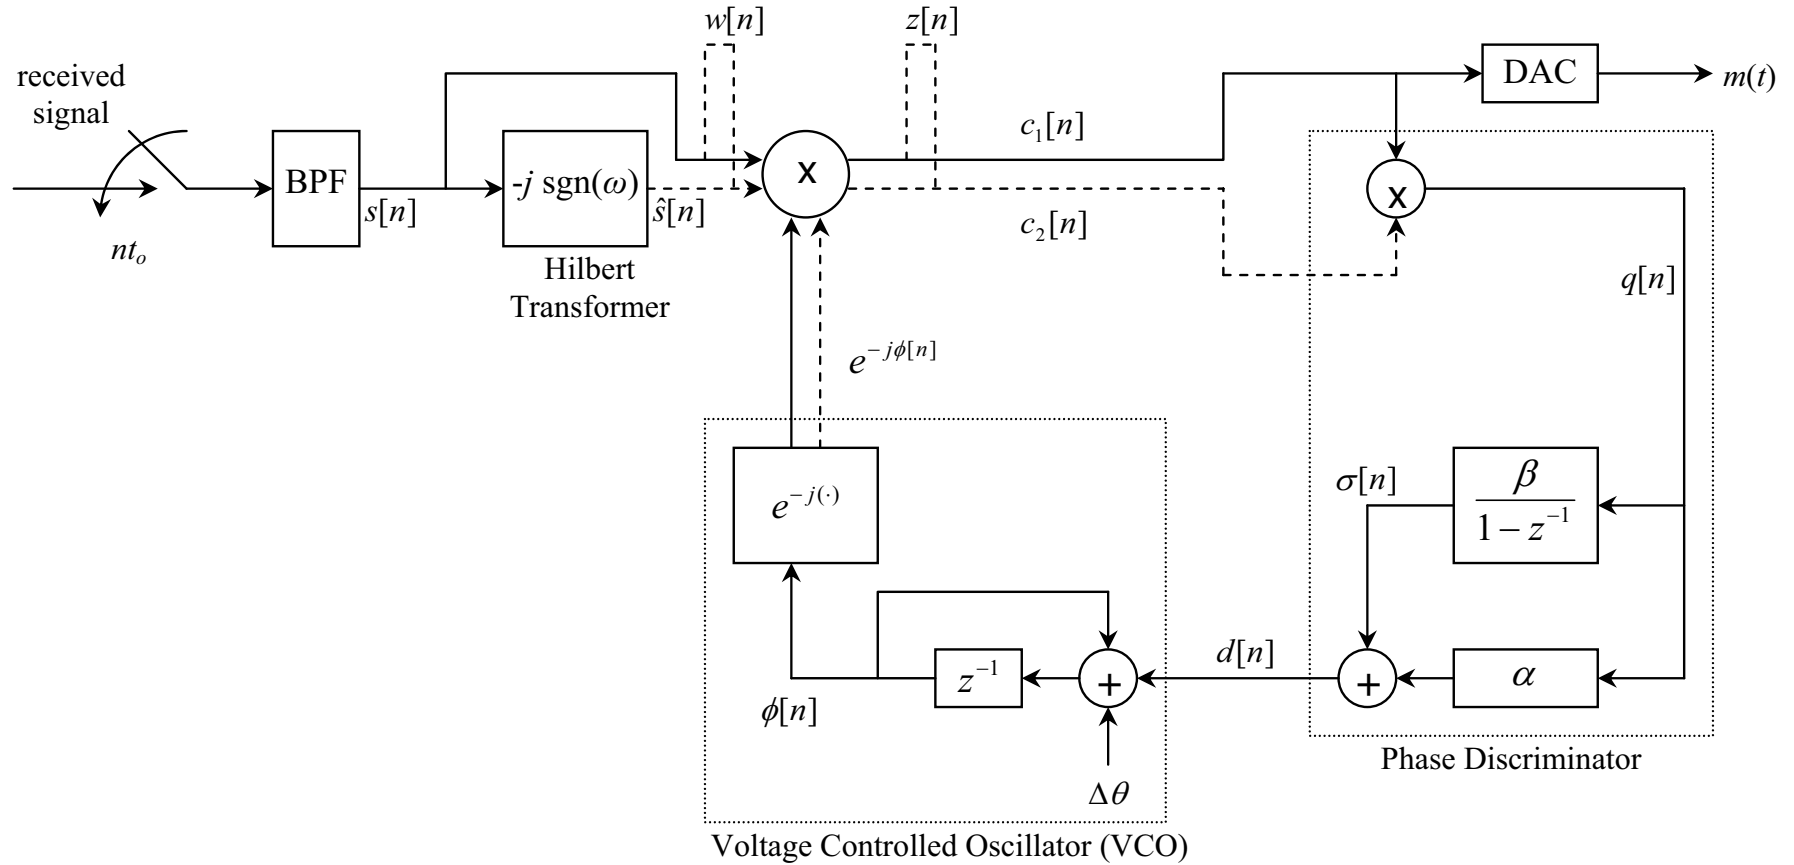 w[n]
z[n]
received
signal
DAC
m(t)
c₁[n]
BPF
-j sgn(ω)
x
x
s[n]
ŝ[n]
c₂[n]
ntₒ
Hilbert
Transformer
q[n]
e^{-jϕ[n]}
σ[n]
β
1 − z⁻¹
e^{-j(·)}
d[n]
z⁻¹
+
+
α
ϕ[n]
Phase Discriminator
Δθ
Voltage Controlled Oscillator (VCO)